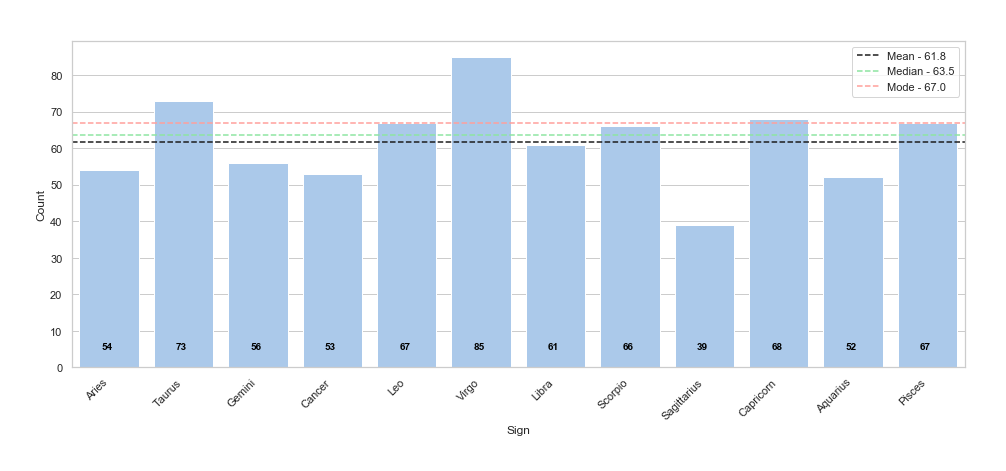 Mean - 61.8
Median - 63.5
Mode - 67.0
Count
80
70
60
50
40
30
20
10
0
54 73 56 53 67 85 61 66 39 68 52 67
Aries Taurus Gemini Cancer Leo Virgo Libra Scorpio Sagittarius Capricorn Aquarius Pisces
Sign